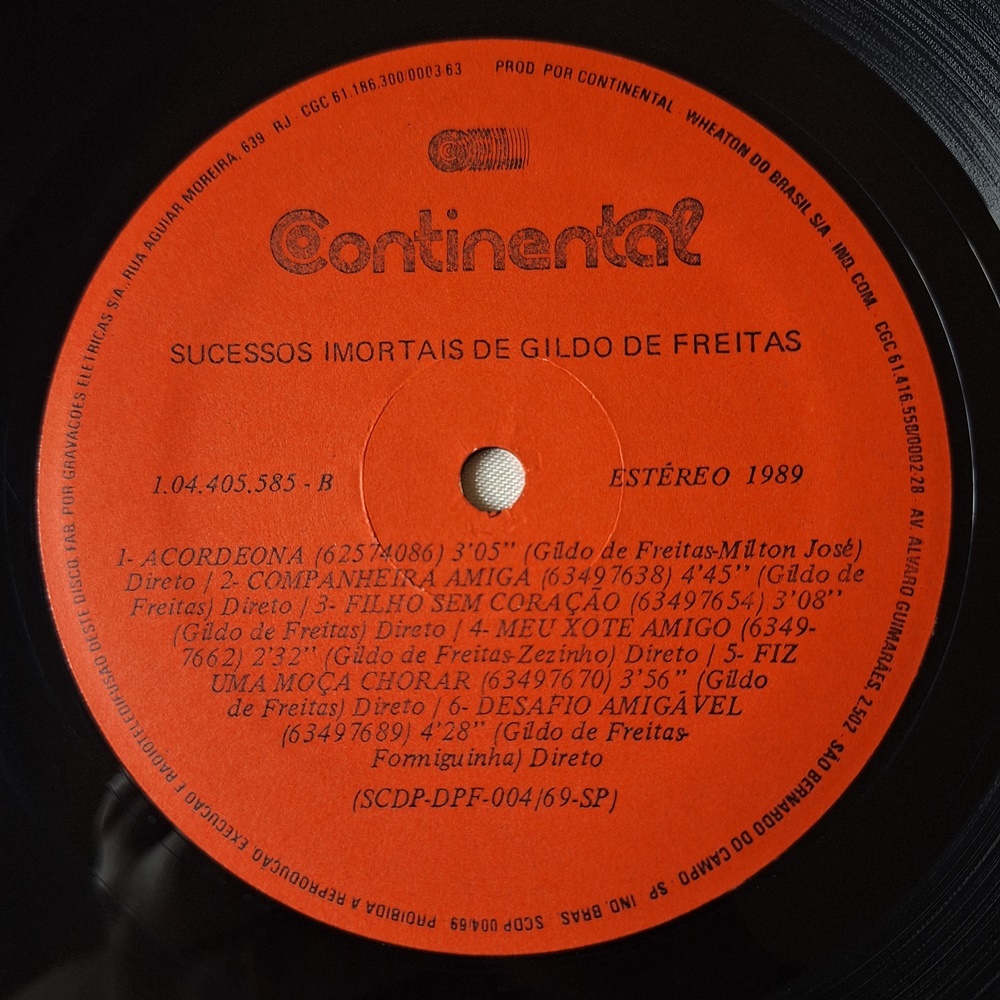 Continental
SUCESSOS IMORTAIS DE GILDO DE FREITAS
1.04.405.585 - B
ESTÉREO 1989
1- ACORDEONA (62574086) 3'05" (Gildo de Freitas-Milton José)
Direto / 2- COMPANHEIRA AMIGA (63497638) 4'45" (Gildo de
Freitas) Direto / 3- FILHO SEM CORAÇÃO (63497654) 3'08"
(Gildo de Freitas) Direto / 4- MEU XOTE AMIGO (6349-
7662) 2'32" (Gildo de Freitas-Zezinho) Direto / 5- FIZ
UMA MOÇA CHORAR (63497670) 3'56" (Gildo
de Freitas) Direto / 6- DESAFIO AMIGÁVEL
(63497689) 4'28" (Gildo de Freitas-
Formiguinha) Direto
(SCDP-DPF-004/69-SP)
PROD. POR CONTINENTAL WHEATON DO BRASIL S/A . IND. COM. CGC 61.416.558/0002-28 AV. ALVARO GUIMARÃES, 2.502 SÃO BERNARDO DO CAMPO . SP IND. BRAS. SCDP 004/69 PROIBIDA A REPRODUÇÃO, EXECUÇÃO E RADIOTELEDIFUSÃO DESTE DISCO. FAB. POR GRAVACOES ELETRICAS S/A . RUA AGUIAR MOREIRA, 639 RJ CGC 61.186.300/0003-63